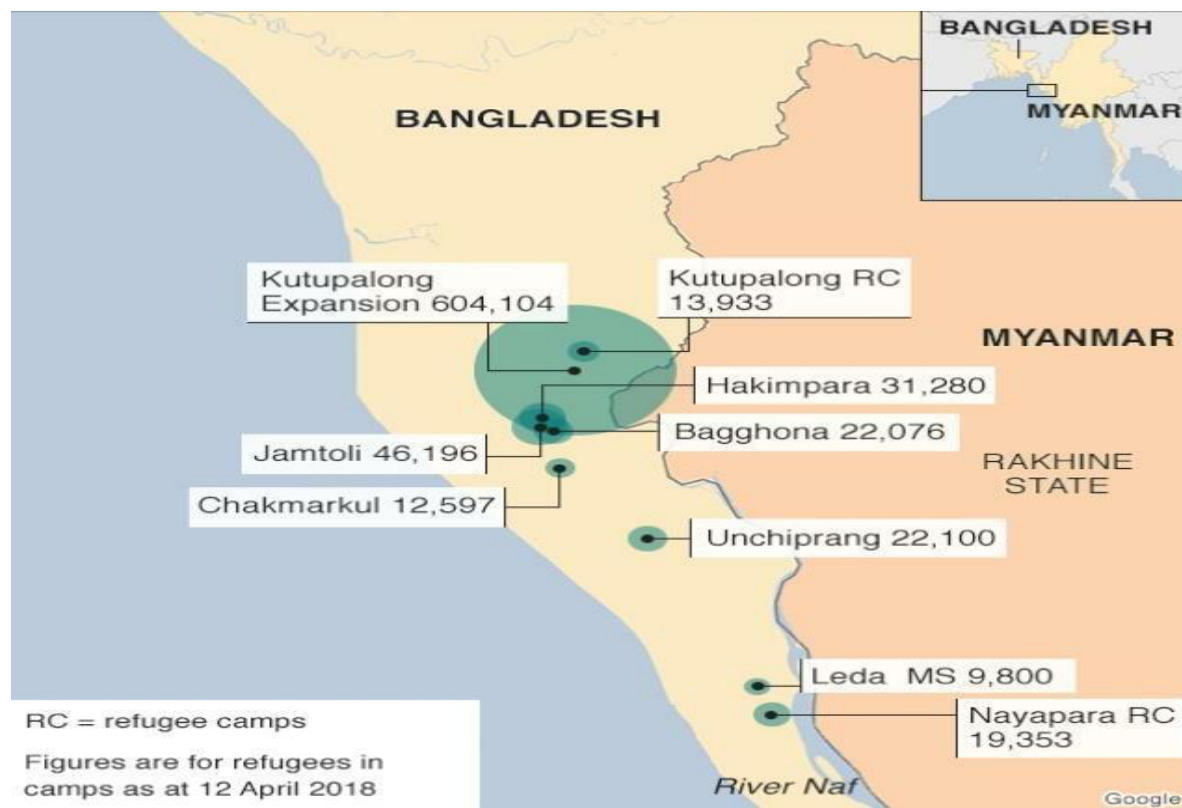 BANGLADESH
MYANMAR
BANGLADESH
Kutupalong
Expansion 604,104
Kutupalong RC
13,933
MYANMAR
Hakimpara 31,280
Bagghona 22,076
Jamtoli 46,196
RAKHINE
STATE
Chakmarkul 12,597
Unchiprang 22,100
Leda MS 9,800
Nayapara RC
19,353
RC = refugee camps
Figures are for refugees in
camps as at 12 April 2018
River Naf
Google